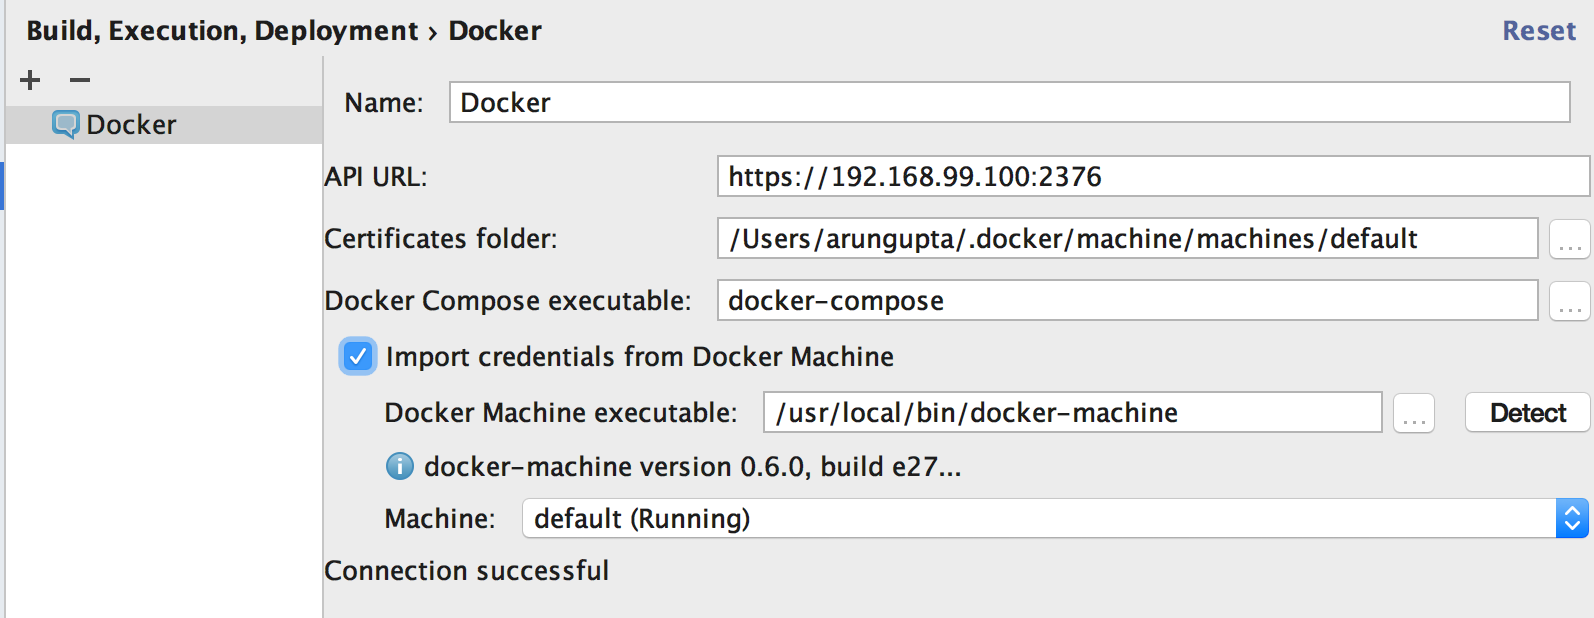 Build, Execution, Deployment › Docker
Reset
+ −
Docker
Name: Docker
API URL: https://192.168.99.100:2376
Certificates folder: /Users/arungupta/.docker/machine/machines/default ...
Docker Compose executable: docker-compose ...
Import credentials from Docker Machine
Docker Machine executable: /usr/local/bin/docker-machine ... Detect
docker-machine version 0.6.0, build e27...
Machine: default (Running)
Connection successful